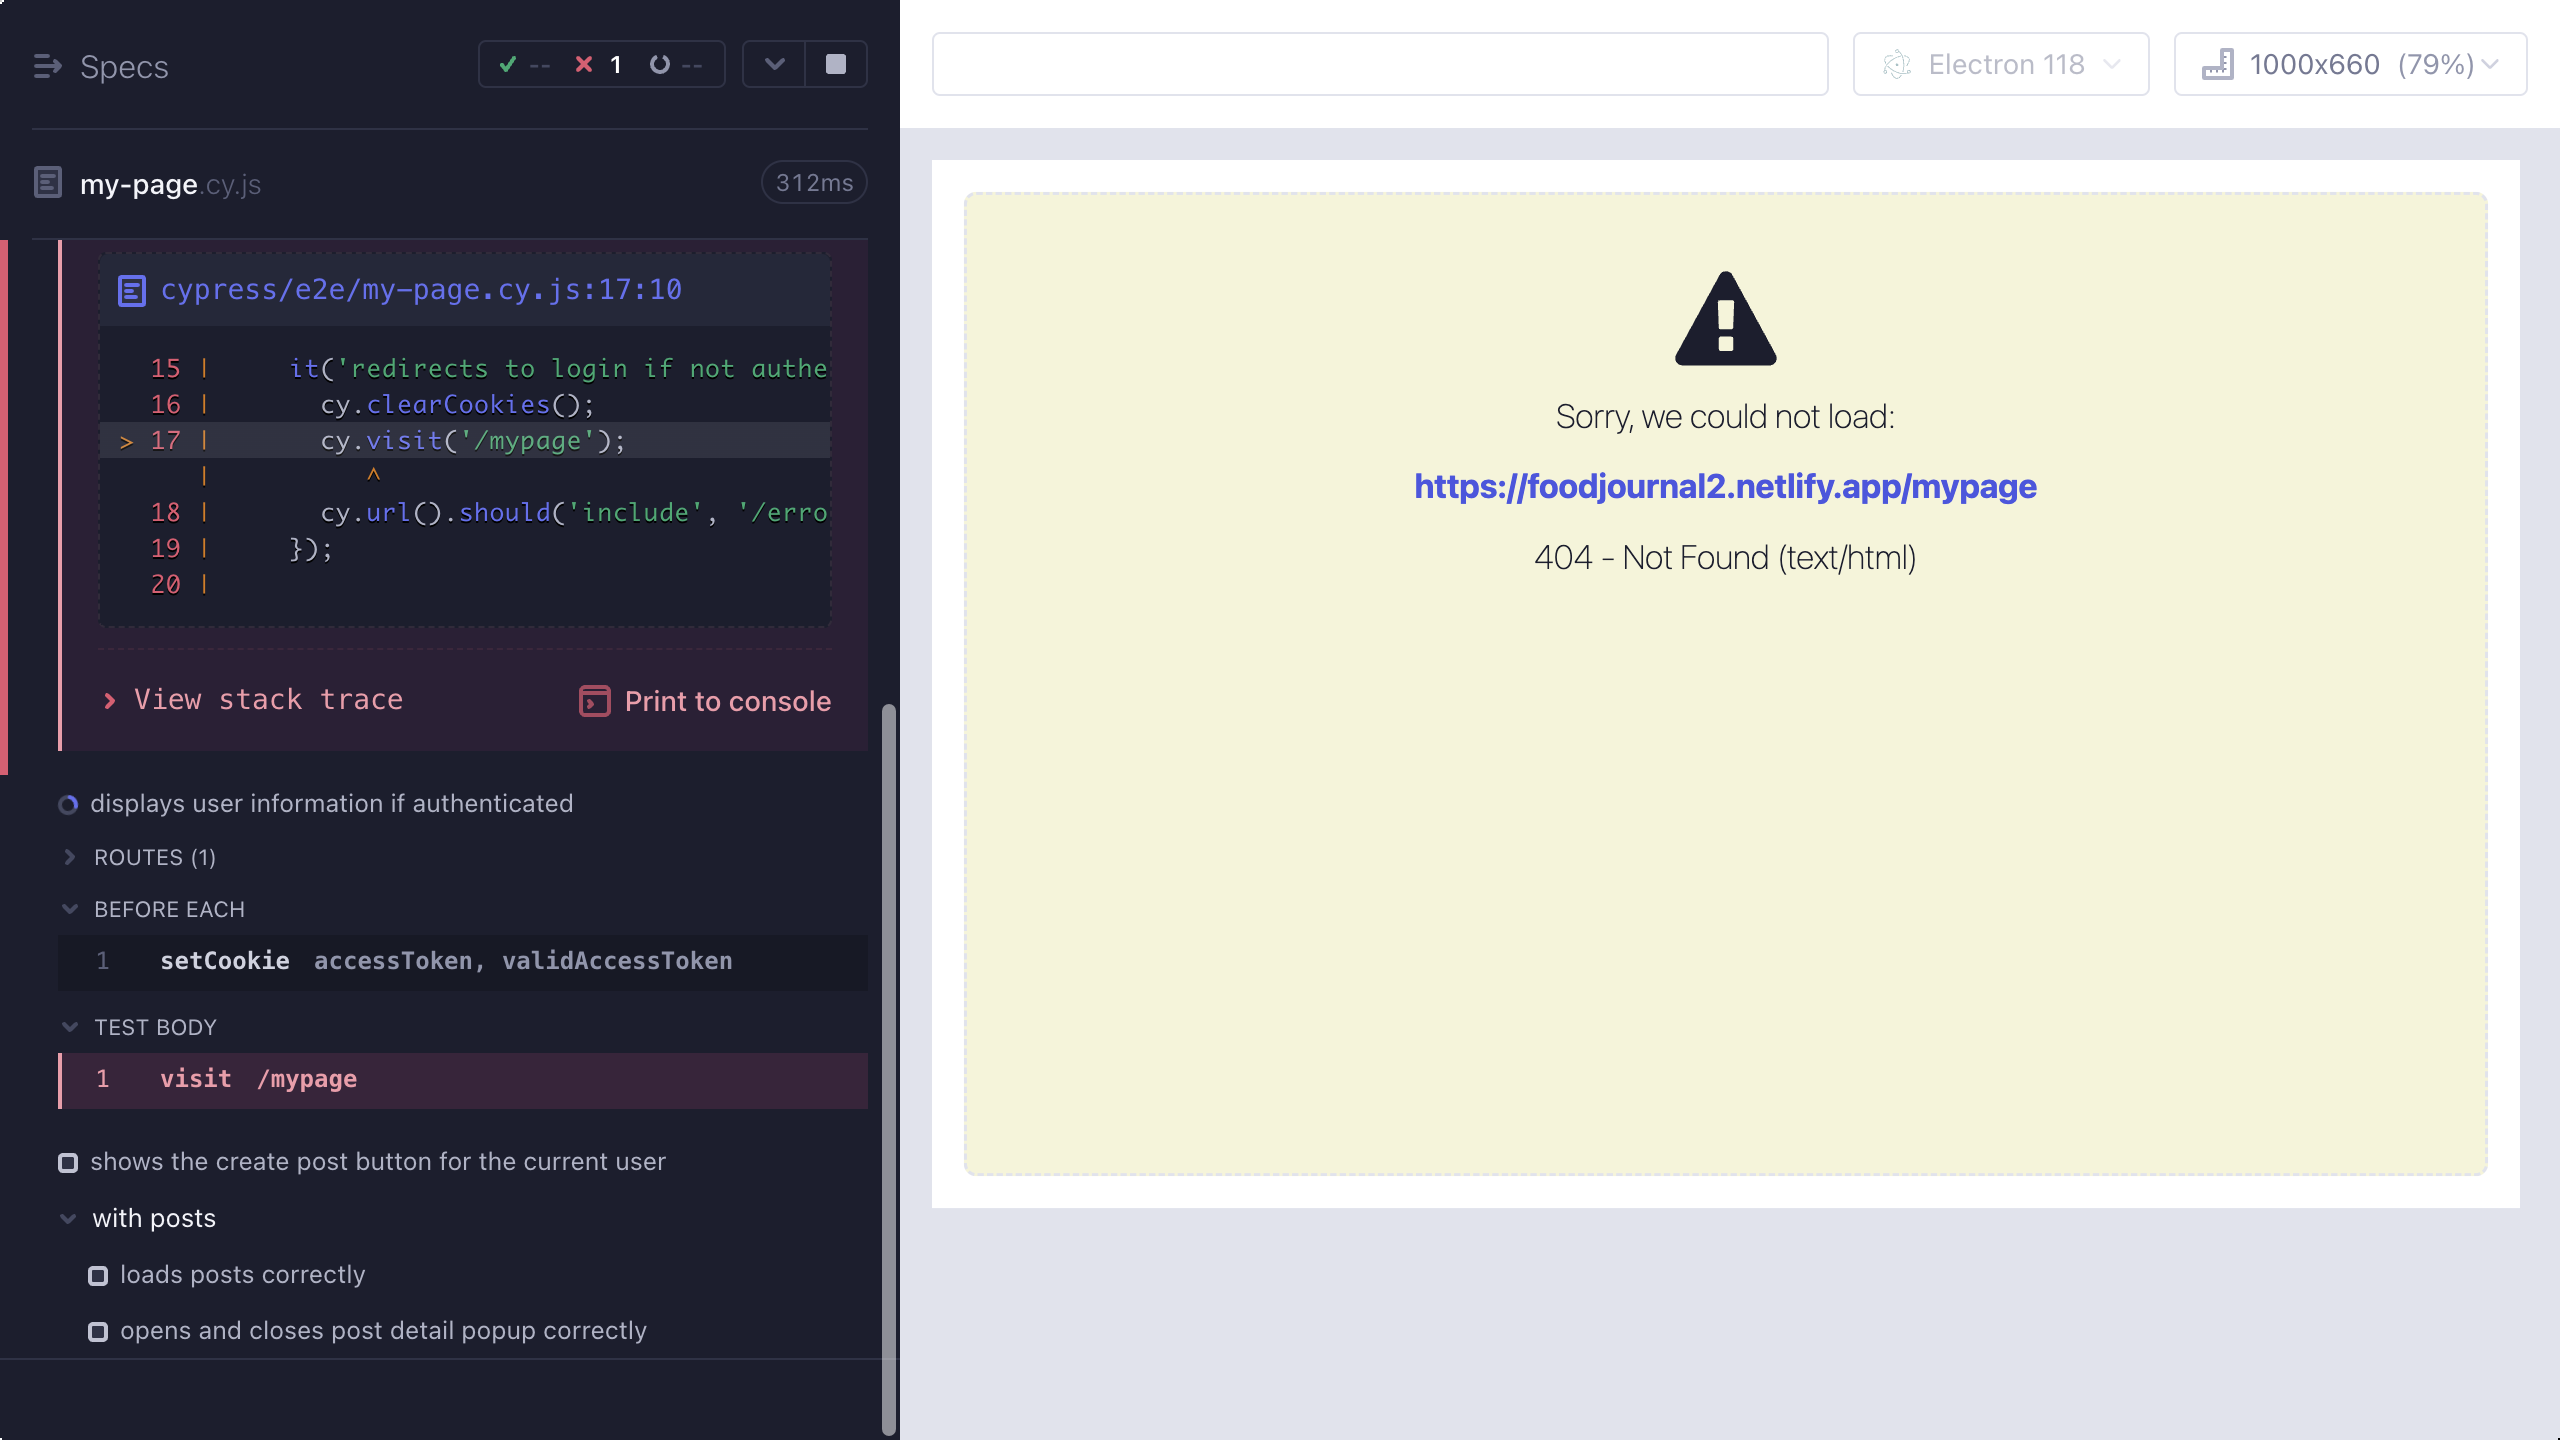 Specs
-- 1 --
my-page.cy.js
312ms
cypress/e2e/my-page.cy.js:17:10
15 | it('redirects to login if not authe
16 | cy.clearCookies();
> 17 | cy.visit('/mypage');
| ^
18 | cy.url().should('include', '/erro
19 | });
20 |
View stack trace
Print to console
displays user information if authenticated
ROUTES (1)
BEFORE EACH
1 setCookie accessToken, validAccessToken
TEST BODY
1 visit /mypage
shows the create post button for the current user
with posts
loads posts correctly
opens and closes post detail popup correctly
Electron 118
1000x660 (79%)
Sorry, we could not load:
https://foodjournal2.netlify.app/mypage
404 - Not Found (text/html)